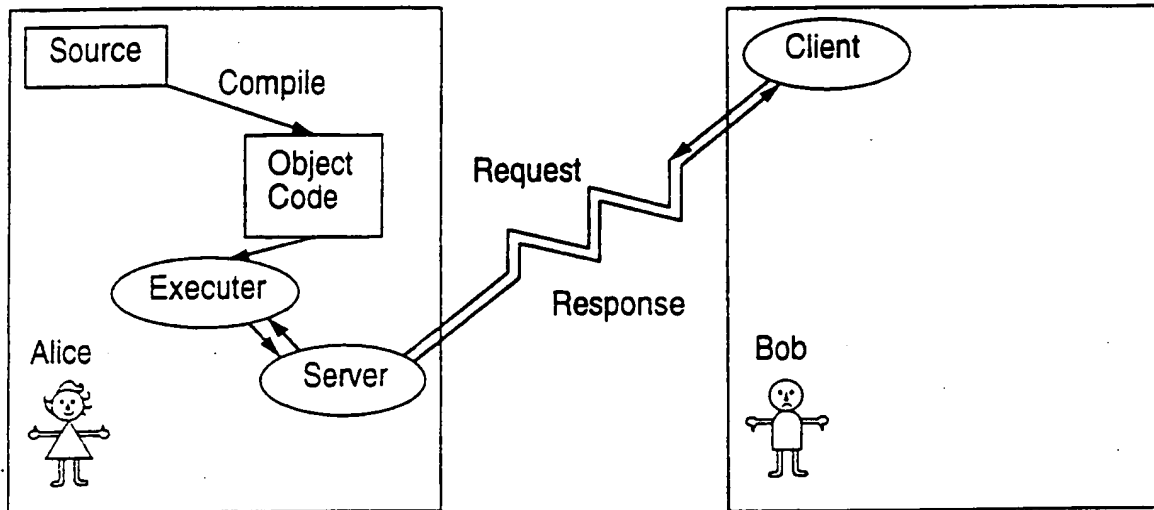 Source
Compile
Object
Code
Executer
Server
Alice
Request
Response
Client
Bob